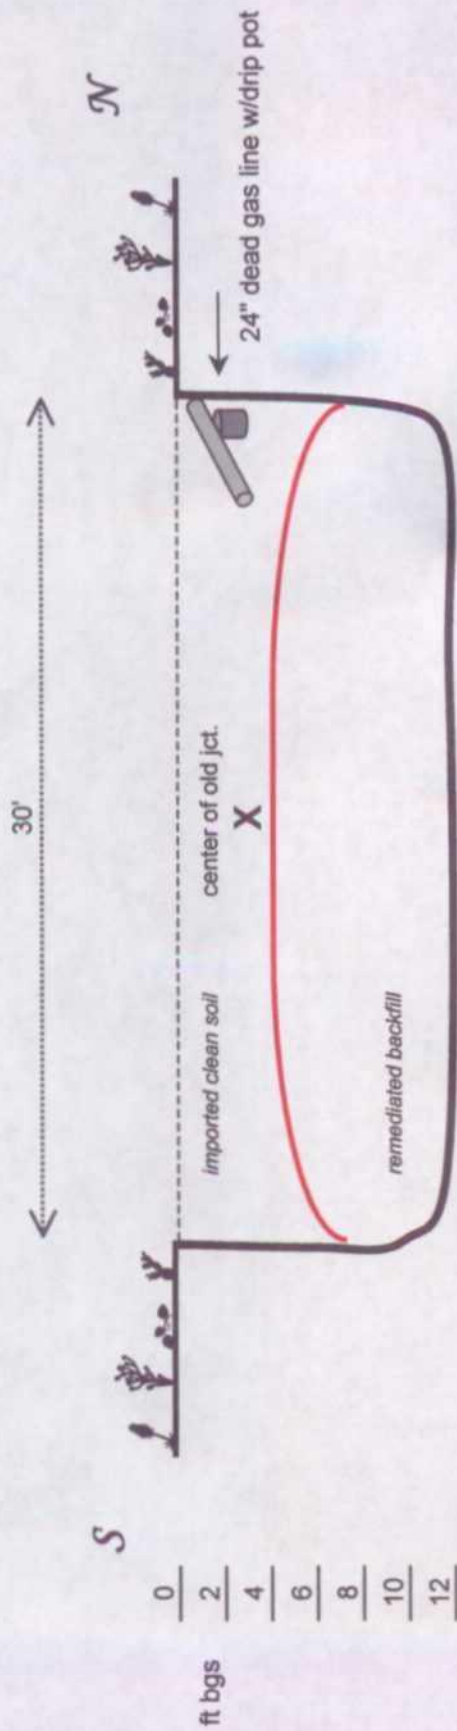 30'
S
N
ft bgs
0
2
4
6
8
10
12
24" dead gas line w/drip pot
imported clean soil
center of old jct.
X
remediated backfill